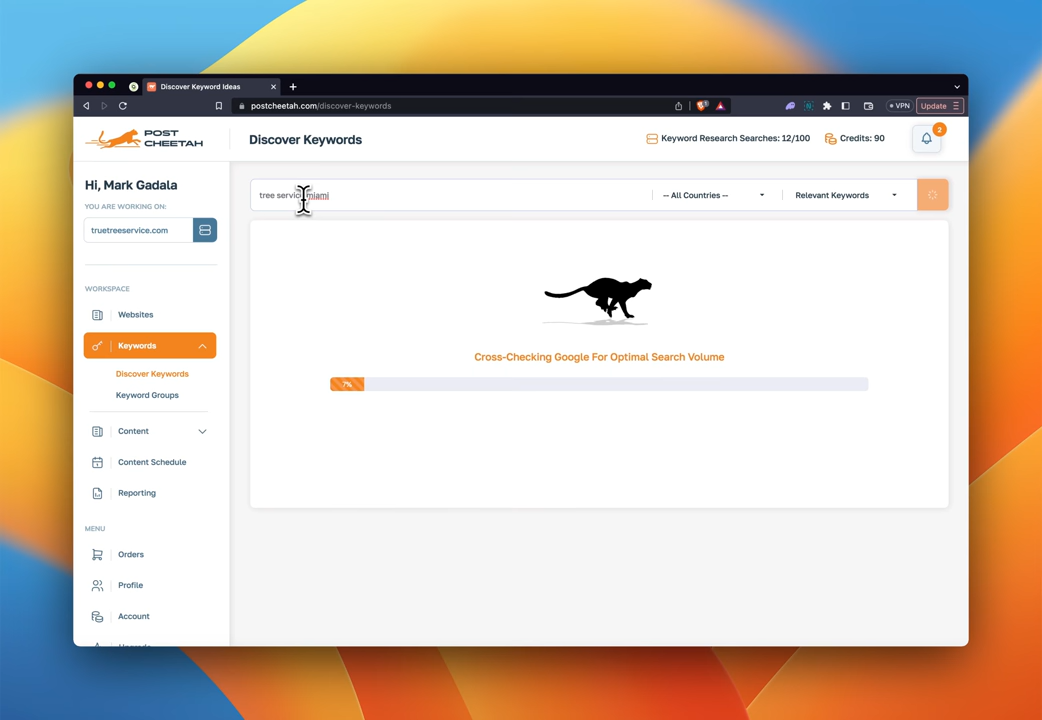 Discover Keyword Ideas
postcheetah.com/discover-keywords
VPN
Update
POST
CHEETAH
Discover Keywords
Keyword Research Searches: 12/100
Credits: 90
2
Hi, Mark Gadala
YOU ARE WORKING ON:
truetreeservice.com
tree service miami
-- All Countries --
Relevant Keywords
WORKSPACE
Websites
Keywords
Discover Keywords
Keyword Groups
Content
Content Schedule
Reporting
Cross-Checking Google For Optimal Search Volume
7%
MENU
Orders
Profile
Account